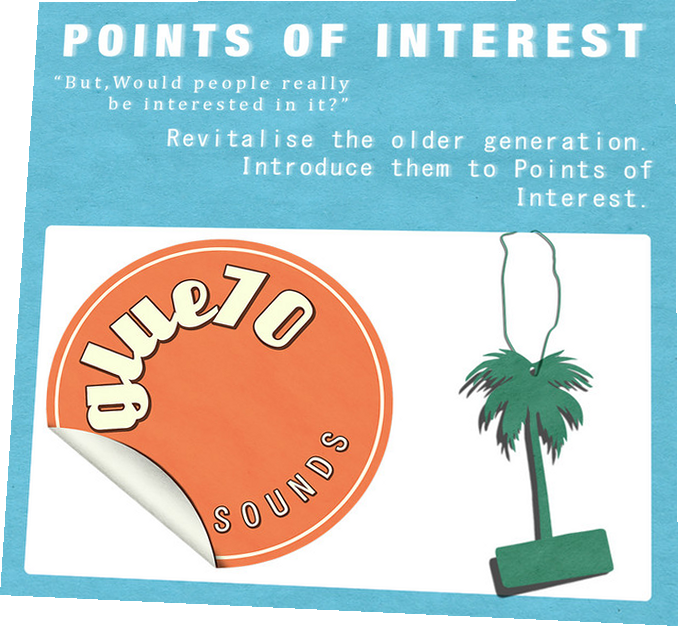 POINTS OF INTEREST
“But,Would people really
be interested in it?”
Revitalise the older generation.
Introduce them to Points of
Interest.
glue70
SOUNDS